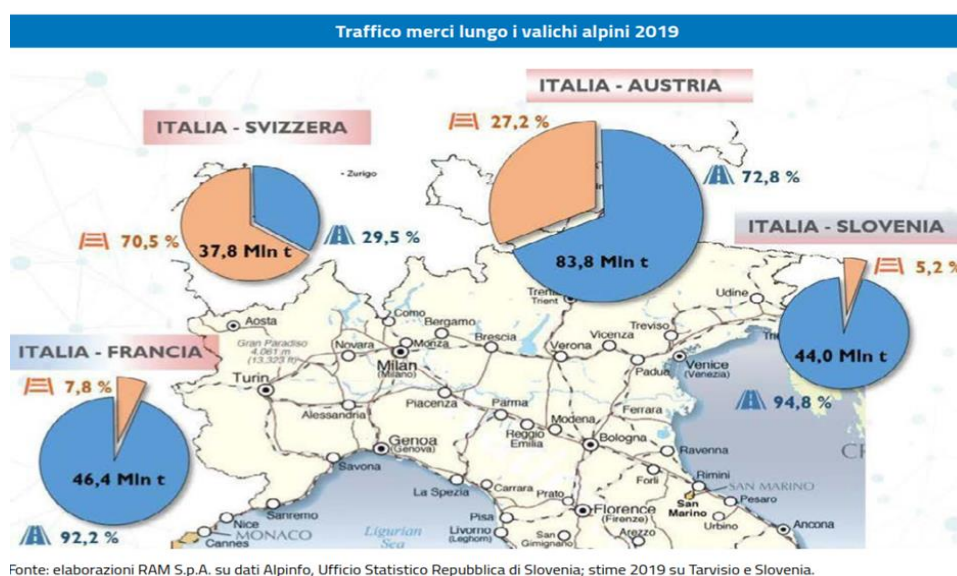 Traffico merci lungo i valichi alpini 2019
ITALIA - AUSTRIA
27,2 %
72,8 %
83,8 Mln t
ITALIA - SVIZZERA
Zurigo
70,5 %
37,8 Mln t
29,5 %
ITALIA - SLOVENIA
5,2 %
44,0 Mln t
94,8 %
ITALIA - FRANCIA
7,8 %
46,4 Mln t
92,2 %
Aosta
Gran Paradiso
4.061 m
(13.323 ft)
Turin
Novara
Como
Monza
Milan
(Milano)
Bergamo
Brescia
Trent
Trient
Verona
Vicenza
Treviso
Udine
Padua
Venice
(Venezia)
Alessandria
Piacenza
Parma
Reggio
Emilia
Modena
Ferrara
Bologna
Ravenna
Genoa
(Genova)
Savona
La Spezia
Carrara
Prato
Forlì
Rimini
SAN MARINO
San
Marino
Pesaro
Urbino
Ancona
Nice
Sanremo
MONACO
Cannes
Ligurian
Sea
Pisa
Livorno
(Leghorn)
Florence
(Firenze)
San
Gimignano
Arezzo
Fonte: elaborazioni RAM S.p.A. su dati Alpinfo, Ufficio Statistico Repubblica di Slovenia; stime 2019 su Tarvisio e Slovenia.